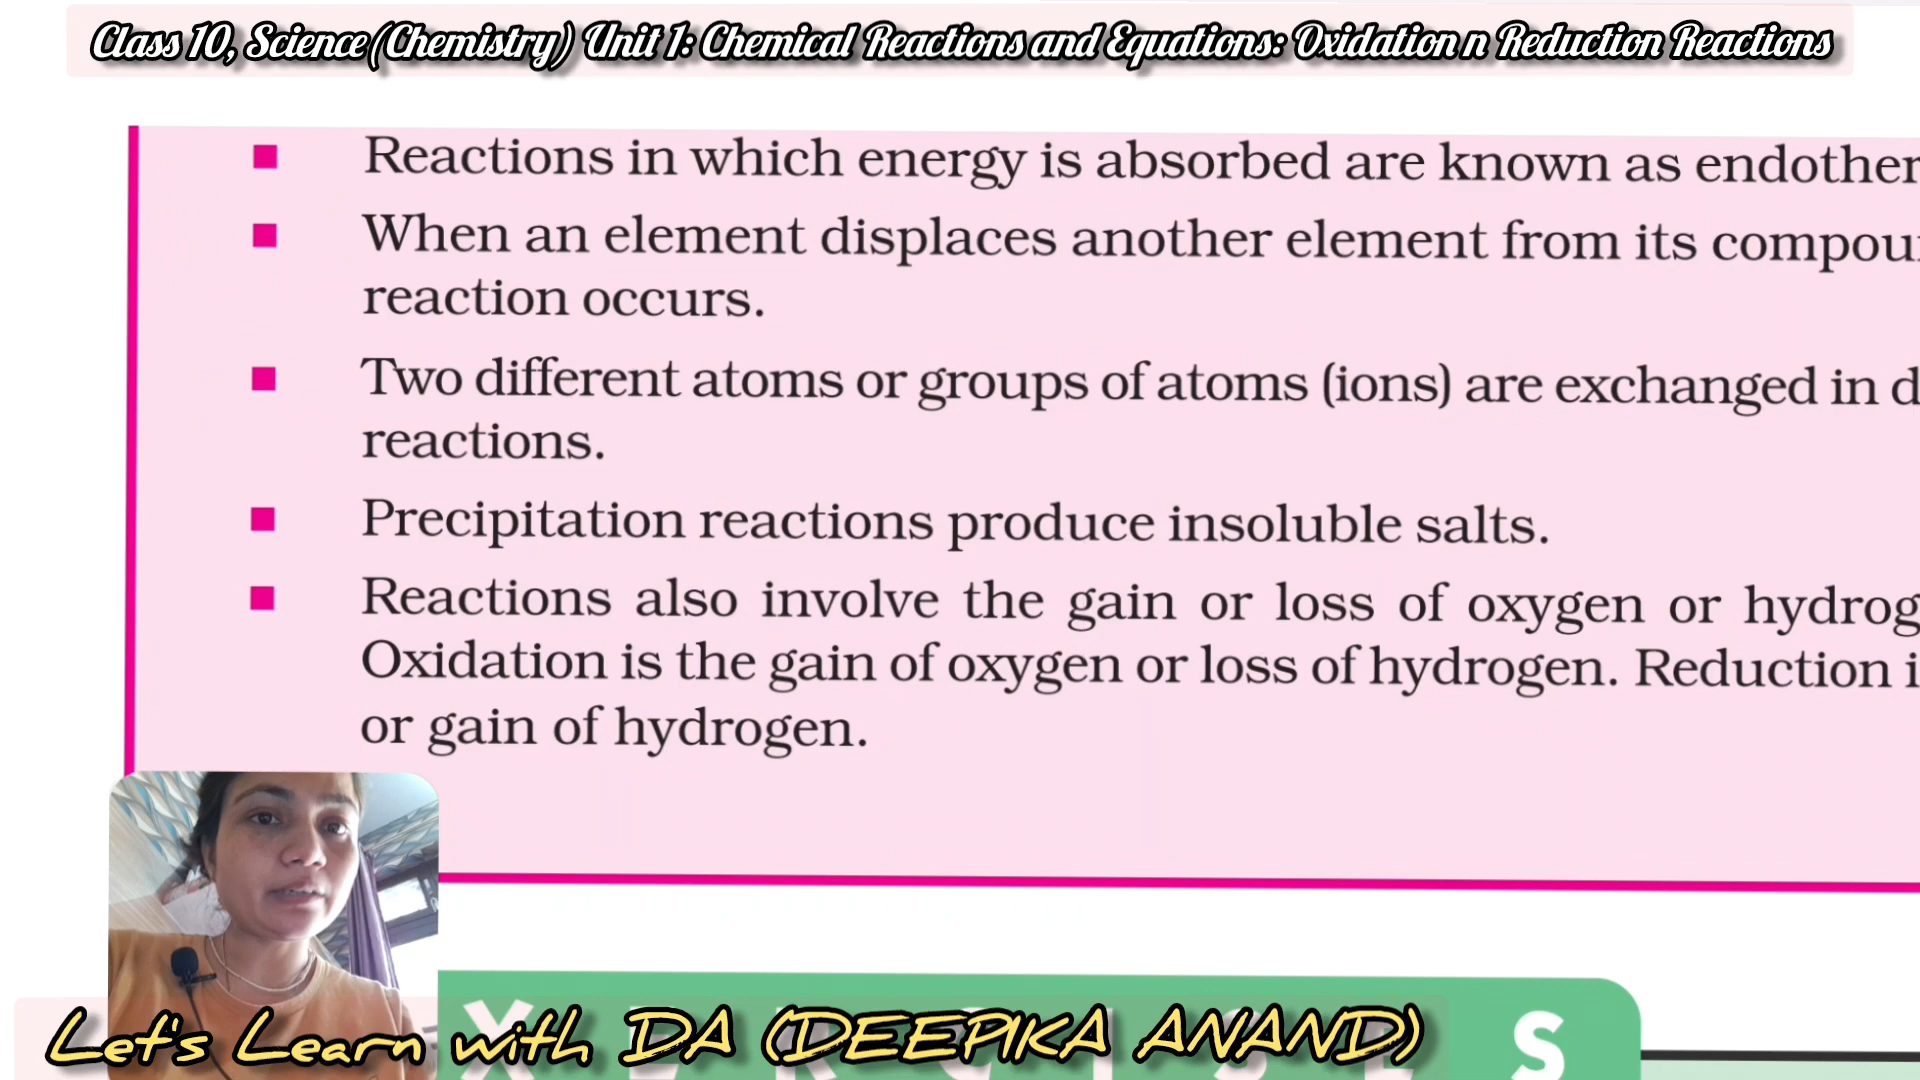 Class 10, Science(Chemistry) Unit 1: Chemical Reactions and Equations: Oxidation n Reduction Reactions
Reactions in which energy is absorbed are known as endother
When an element displaces another element from its compou
reaction occurs.
Two different atoms or groups of atoms (ions) are exchanged in d
reactions.
Precipitation reactions produce insoluble salts.
Reactions also involve the gain or loss of oxygen or hydrog
Oxidation is the gain of oxygen or loss of hydrogen. Reduction i
or gain of hydrogen.
Let's Learn with DA (DEEPIKA ANAND)